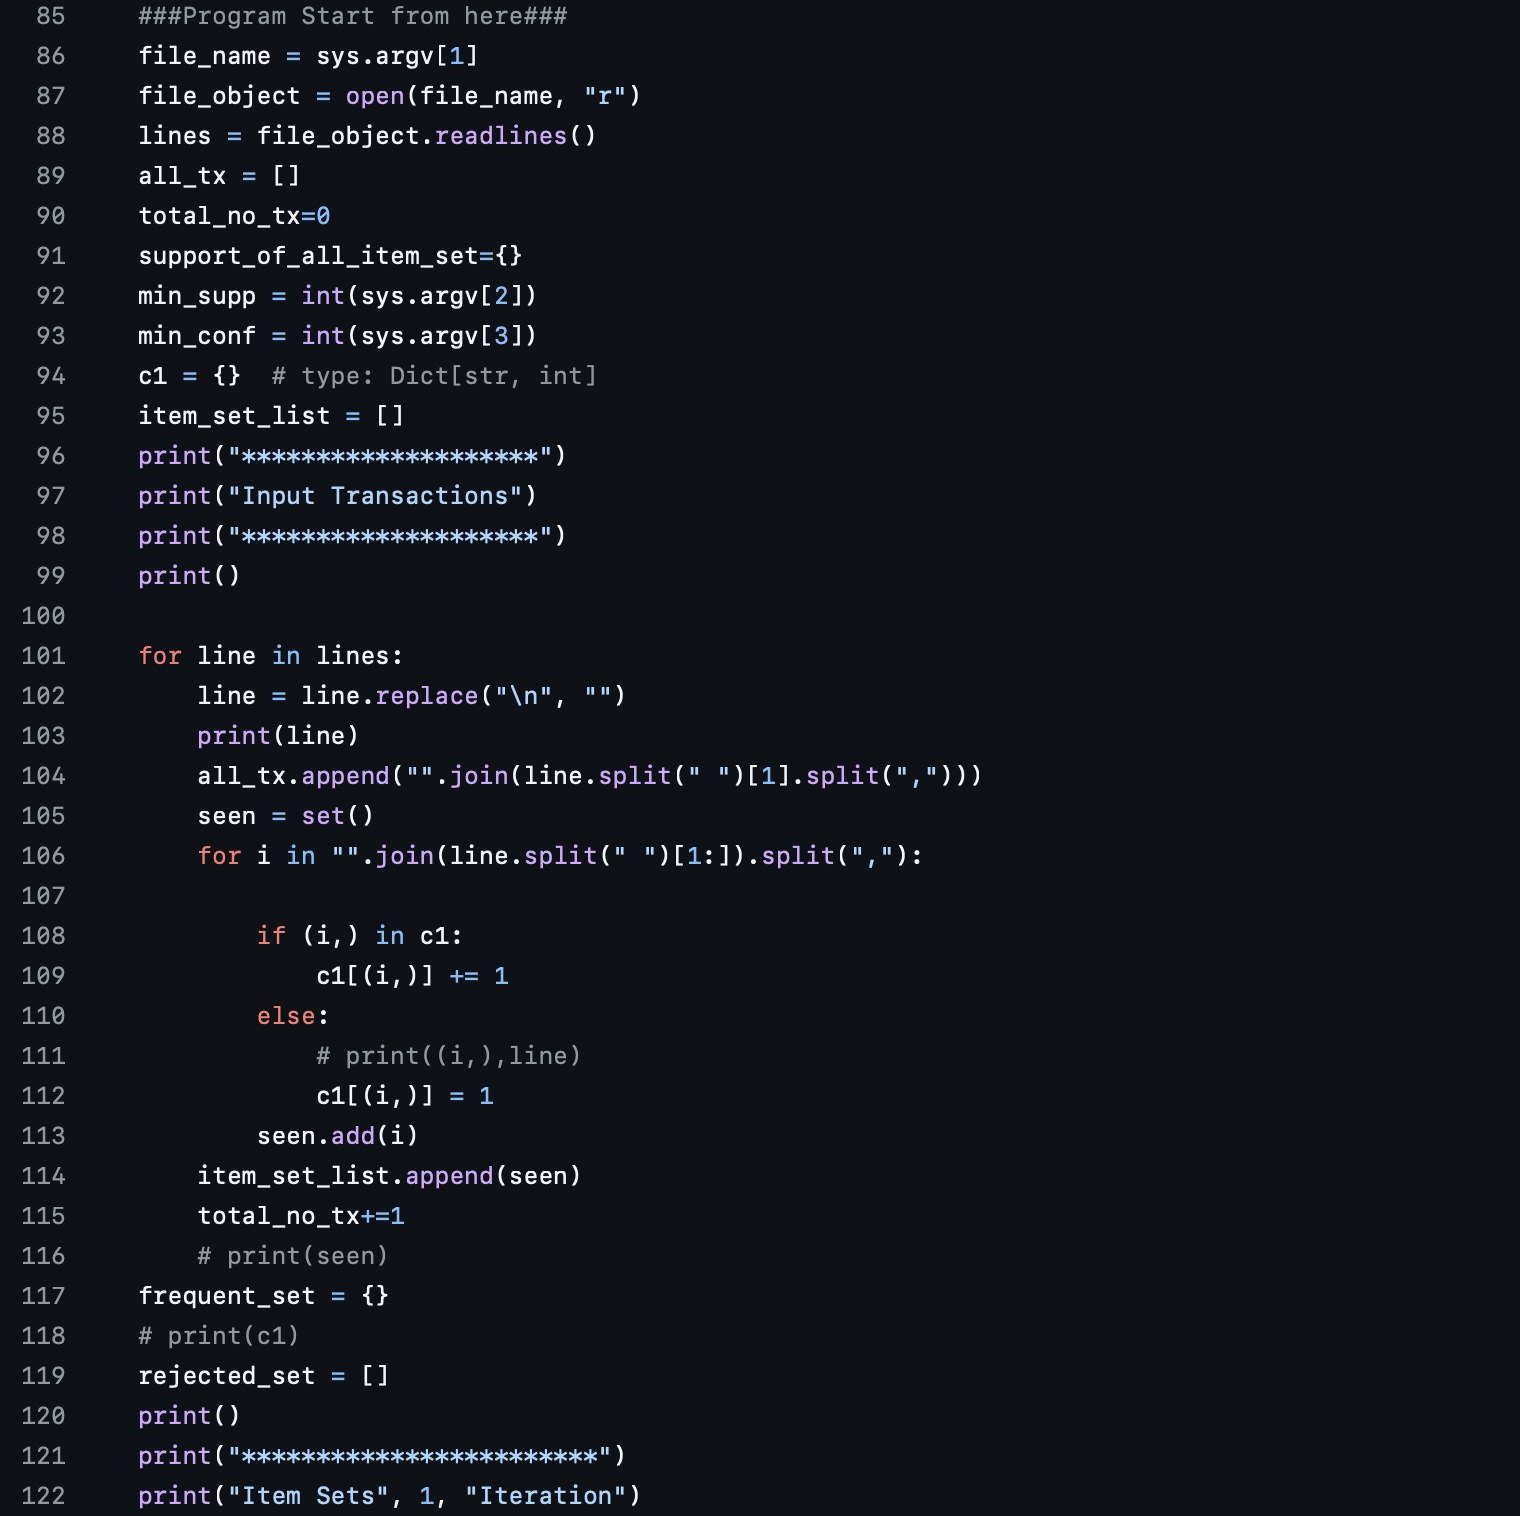 85 ###Program Start from here###
86 file_name = sys.argv[1]
87 file_object = open(file_name, "r")
88 lines = file_object.readlines()
89 all_tx = []
90 total_no_tx=0
91 support_of_all_item_set={}
92 min_supp = int(sys.argv[2])
93 min_conf = int(sys.argv[3])
94 c1 = {}  # type: Dict[str, int]
95 item_set_list = []
96 print("********************")
97 print("Input Transactions")
98 print("********************")
99 print()
100
101 for line in lines:
102     line = line.replace("\n", "")
103     print(line)
104     all_tx.append("".join(line.split(" ")[1].split(",")))
105     seen = set()
106     for i in "".join(line.split(" ")[1:]).split(","):
107
108         if (i,) in c1:
109             c1[(i,)] += 1
110         else:
111             # print((i,),line)
112             c1[(i,)] = 1
113         seen.add(i)
114     item_set_list.append(seen)
115     total_no_tx+=1
116     # print(seen)
117 frequent_set = {}
118 # print(c1)
119 rejected_set = []
120 print()
121 print("************************")
122 print("Item Sets", 1, "Iteration")